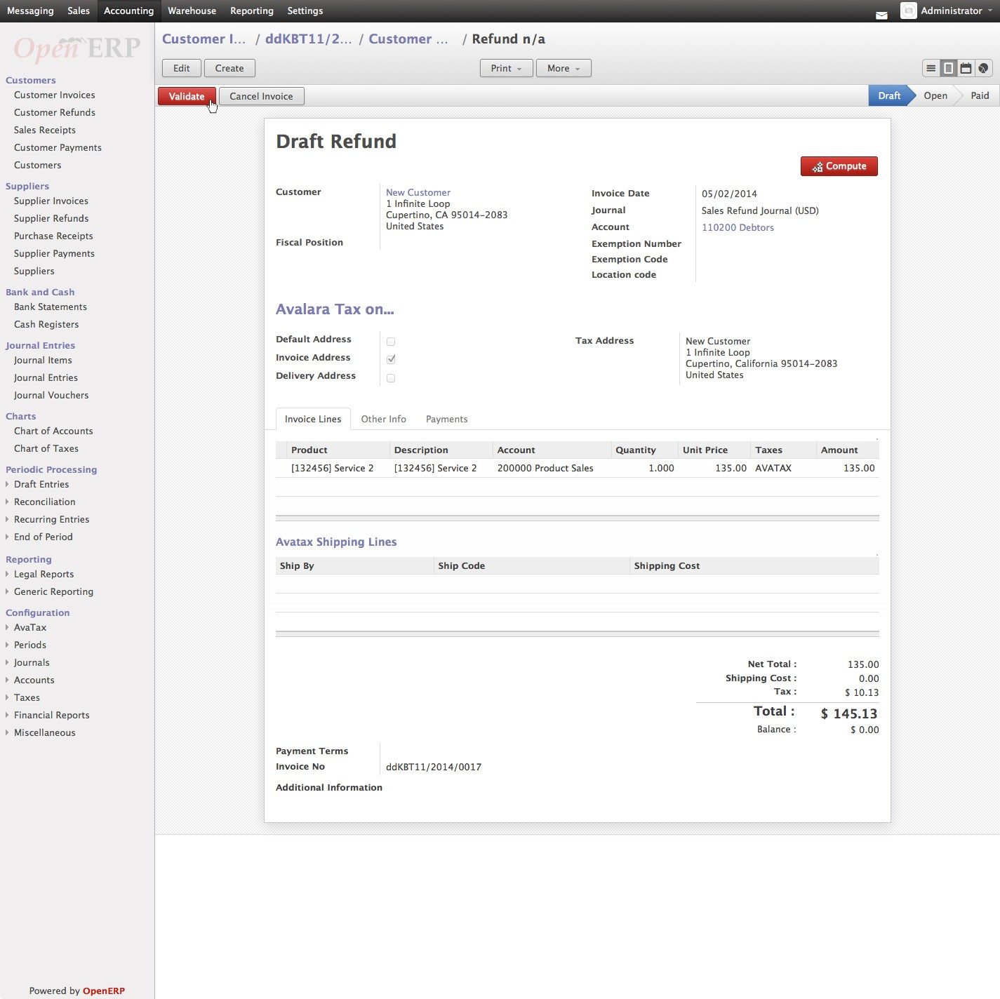 Messaging Sales Accounting Warehouse Reporting Settings Administrator
Open ERP
Customers
Customer Invoices
Customer Refunds
Sales Receipts
Customer Payments
Customers
Suppliers
Supplier Invoices
Supplier Refunds
Purchase Receipts
Supplier Payments
Suppliers
Bank and Cash
Bank Statements
Cash Registers
Journal Entries
Journal Items
Journal Entries
Journal Vouchers
Charts
Chart of Accounts
Chart of Taxes
Periodic Processing
Draft Entries
Reconciliation
Recurring Entries
End of Period
Reporting
Legal Reports
Generic Reporting
Configuration
AvaTax
Periods
Journals
Accounts
Taxes
Financial Reports
Miscellaneous
Powered by OpenERP
Customer I... / ddKBT11/2... / Customer ... / Refund n/a
Edit Create Print More
Validate Cancel Invoice Draft Open Paid
Draft Refund
Compute
Customer
New Customer
1 Infinite Loop
Cupertino, CA 95014-2083
United States
Fiscal Position
Invoice Date 05/02/2014
Journal Sales Refund Journal (USD)
Account 110200 Debtors
Exemption Number
Exemption Code
Location code
Avalara Tax on...
Default Address
Invoice Address
Delivery Address
Tax Address
New Customer
1 Infinite Loop
Cupertino, California 95014-2083
United States
Invoice Lines Other Info Payments
Product Description Account Quantity Unit Price Taxes Amount
[132456] Service 2 [132456] Service 2 200000 Product Sales 1.000 135.00 AVATAX 135.00
Avatax Shipping Lines
Ship By Ship Code Shipping Cost
Net Total : 135.00
Shipping Cost : 0.00
Tax : $ 10.13
Total : $ 145.13
Balance : $ 0.00
Payment Terms
Invoice No ddKBT11/2014/0017
Additional Information